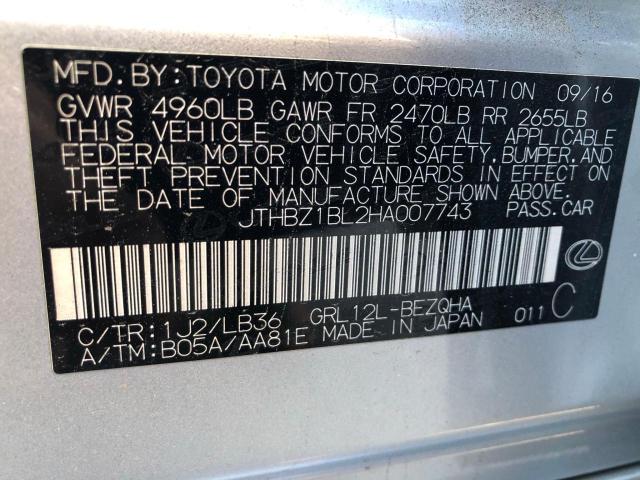 MFD. BY: TOYOTA MOTOR CORPORATION 09/16
GVWR 4960LB GAWR FR 2470LB RR 2655LB
THIS VEHICLE CONFORMS TO ALL APPLICABLE
FEDERAL MOTOR VEHICLE SAFETY, BUMPER, AND
THEFT PREVENTION STANDARDS IN EFFECT ON
THE DATE OF MANUFACTURE SHOWN ABOVE.
JTHBZ1BL2HA007743 PASS.CAR
C/TR: 1J2/LB36 GRL12L-BEZQHA
A/TM: B05A/AA81E MADE IN JAPAN 011 C